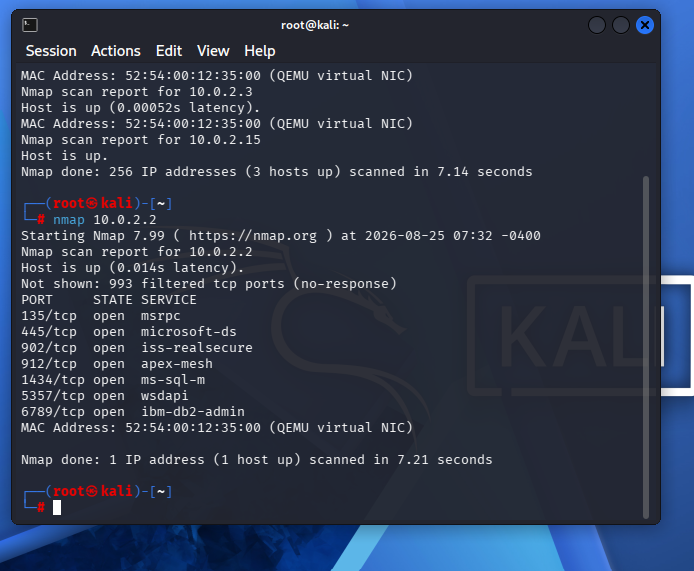 root@kali: ~
Session Actions Edit View Help
MAC Address: 52:54:00:12:35:00 (QEMU virtual NIC)
Nmap scan report for 10.0.2.3
Host is up (0.00052s latency).
MAC Address: 52:54:00:12:35:00 (QEMU virtual NIC)
Nmap scan report for 10.0.2.15
Host is up.
Nmap done: 256 IP addresses (3 hosts up) scanned in 7.14 seconds
┌──(root㉿kali)-[~]
└─# nmap 10.0.2.2
Starting Nmap 7.99 ( https://nmap.org ) at 2026-08-25 07:32 -0400
Nmap scan report for 10.0.2.2
Host is up (0.014s latency).
Not shown: 993 filtered tcp ports (no-response)
PORT     STATE SERVICE
135/tcp  open  msrpc
445/tcp  open  microsoft-ds
902/tcp  open  iss-realsecure
912/tcp  open  apex-mesh
1434/tcp open  ms-sql-m
5357/tcp open  wsdapi
6789/tcp open  ibm-db2-admin
MAC Address: 52:54:00:12:35:00 (QEMU virtual NIC)
Nmap done: 1 IP address (1 host up) scanned in 7.21 seconds
┌──(root㉿kali)-[~]
└─#
KALI